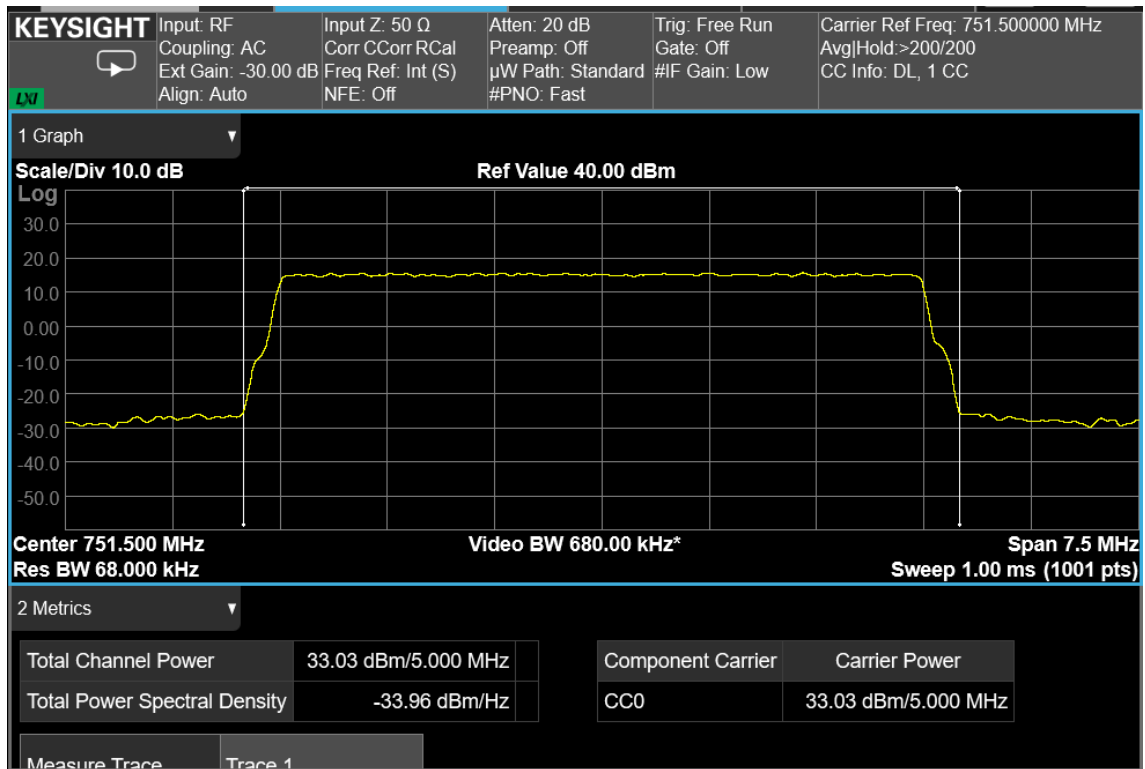 KEYSIGHT
LXI
Input: RF
Coupling: AC
Ext Gain: -30.00 dB
Align: Auto
Input Z: 50 Ω
Corr CCorr RCal
Freq Ref: Int (S)
NFE: Off
Atten: 20 dB
Preamp: Off
µW Path: Standard
#PNO: Fast
Trig: Free Run
Gate: Off
#IF Gain: Low
Carrier Ref Freq: 751.500000 MHz
Avg|Hold:>200/200
CC Info: DL, 1 CC
1 Graph
Scale/Div 10.0 dB
Ref Value 40.00 dBm
Log
30.0
20.0
10.0
0.00
-10.0
-20.0
-30.0
-40.0
-50.0
Center 751.500 MHz
Video BW 680.00 kHz*
Span 7.5 MHz
Res BW 68.000 kHz
Sweep 1.00 ms (1001 pts)
2 Metrics
Total Channel Power 33.03 dBm/5.000 MHz
Total Power Spectral Density -33.96 dBm/Hz
Component Carrier Carrier Power
CC0 33.03 dBm/5.000 MHz
Measure Trace Trace 1